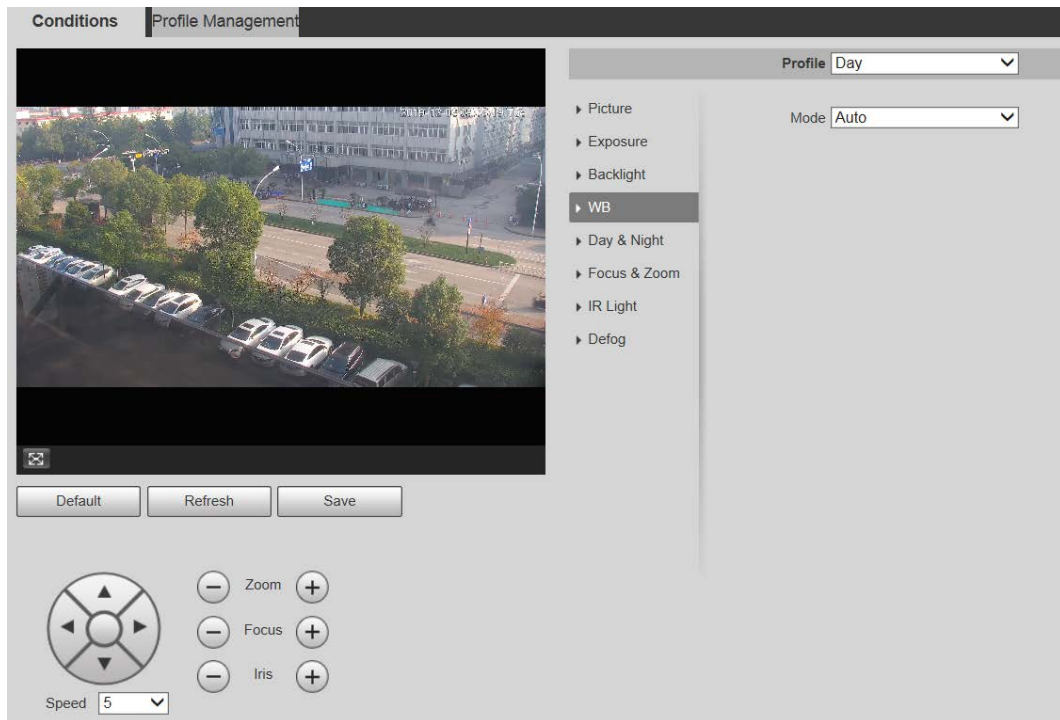 Conditions
Profile Management
Profile Day
Picture
Exposure
Backlight
WB
Day & Night
Focus & Zoom
IR Light
Defog
Mode Auto
Default
Refresh
Save
Zoom
Focus
Iris
Speed 5